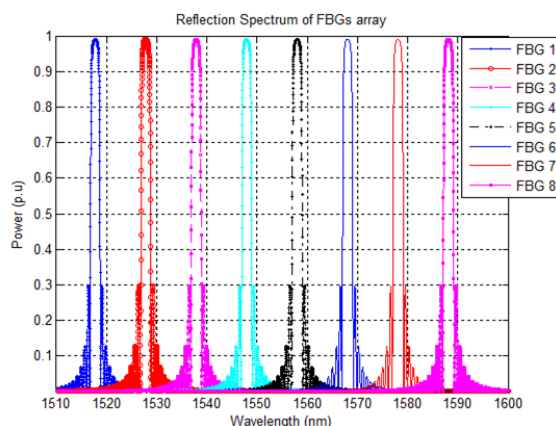 Reflection Spectrum of FBGs array
1
0.9
0.8
0.7
0.6
0.5
0.4
0.3
0.2
0.1
Power (p.u)
1510 1520 1530 1540 1550 1560 1570 1580 1590 1600
Wavelength (nm)
FBG 1
FBG 2
FBG 3
FBG 4
FBG 5
FBG 6
FBG 7
FBG 8